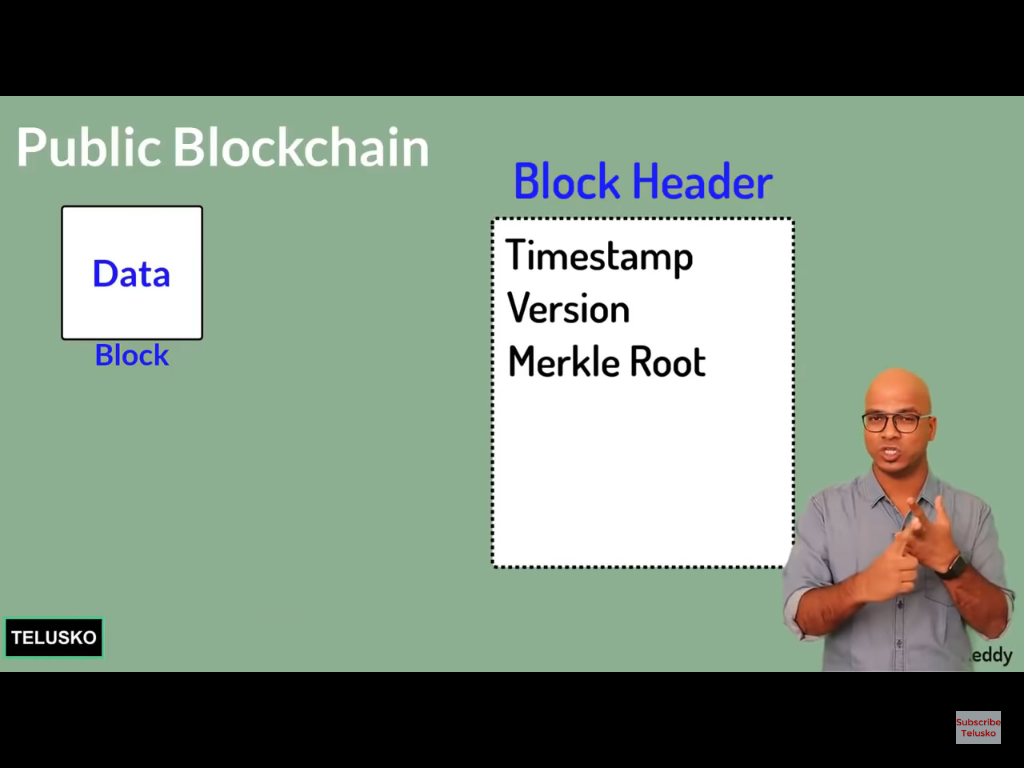 Public Blockchain
Block Header
Data
Block
Timestamp
Version
Merkle Root
TELUSKO
eddy
Subscribe
Telusko